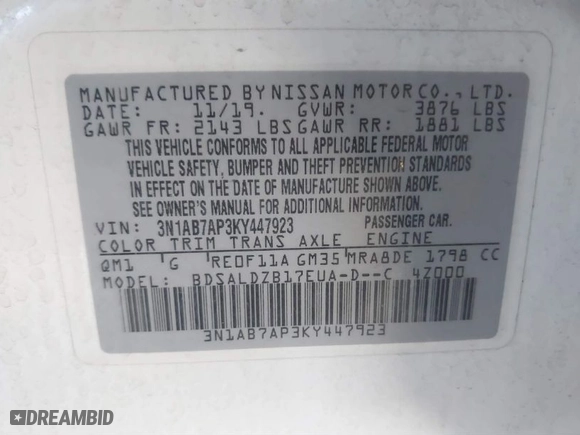 MANUFACTURED BY NISSAN MOTOR CO., LTD.
DATE: 11/19. GVWR: 3876 LBS
GAWR FR: 2143 LBS GAWR RR: 1881 LBS
THIS VEHICLE CONFORMS TO ALL APPLICABLE FEDERAL MOTOR
VEHICLE SAFETY, BUMPER AND THEFT PREVENTION STANDARDS
IN EFFECT ON THE DATE OF MANUFACTURE SHOWN ABOVE.
SEE OWNER'S MANUAL FOR ADDITIONAL INFORMATION.
VIN: 3N1AB7AP3KY447923 PASSENGER CAR.
COLOR TRIM TRANS AXLE ENGINE
QM1 'G RE0F11A GM35 MRA8DE 1798 CC
BDSALDZB17EUA-D--C 4Z000
3N1AB7AP3KY447923
DREAMBID